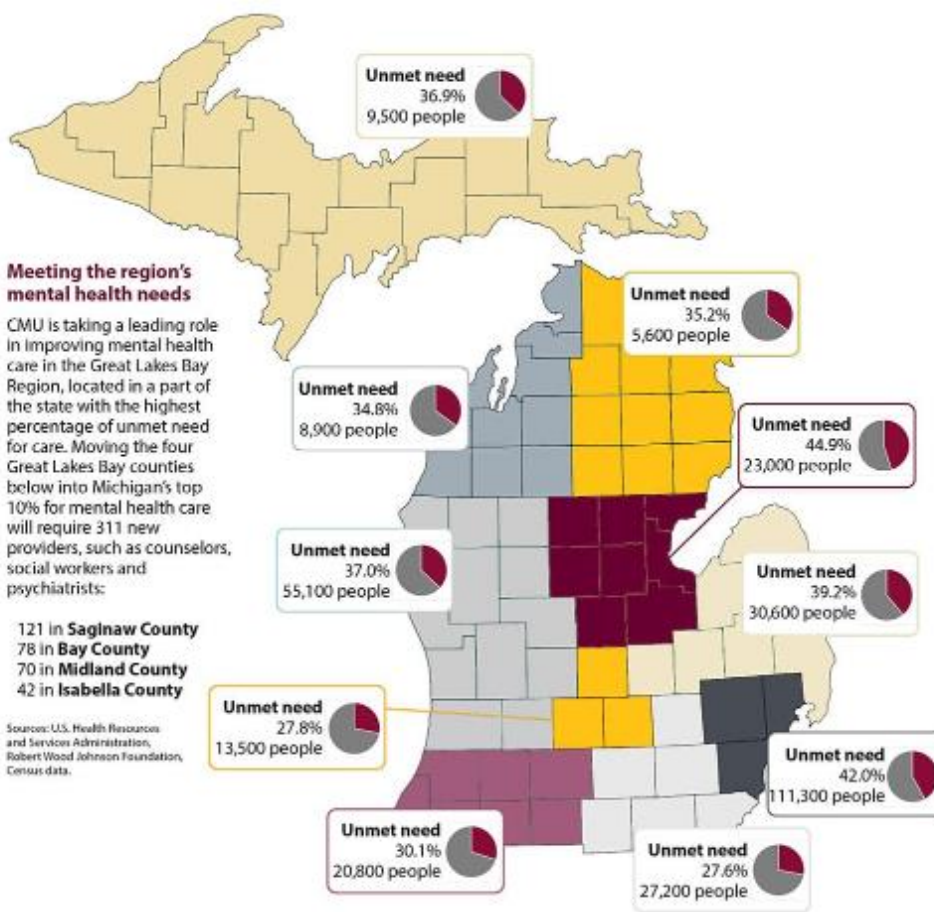 Unmet need
36.9%
9,500 people
Meeting the region's
mental health needs
CMU is taking a leading role
in improving mental health
care in the Great Lakes Bay
Region, located in a part of
the state with the highest
percentage of unmet need
for care. Moving the four
Great Lakes Bay counties
below into Michigan's top
10% for mental health care
will require 311 new
providers, such as counselors,
social workers and
psychiatrists:
121 in Saginaw County
78 in Bay County
70 in Midland County
42 in Isabella County
Sources: U.S. Health Resources
and Services Administration,
Robert Wood Johnson Foundation,
Census data.
Unmet need
35.2%
5,600 people
Unmet need
34.8%
8,900 people
Unmet need
44.9%
23,000 people
Unmet need
37.0%
55,100 people
Unmet need
39.2%
30,600 people
Unmet need
27.8%
13,500 people
Unmet need
42.0%
111,300 people
Unmet need
30.1%
20,800 people
Unmet need
27.6%
27,200 people